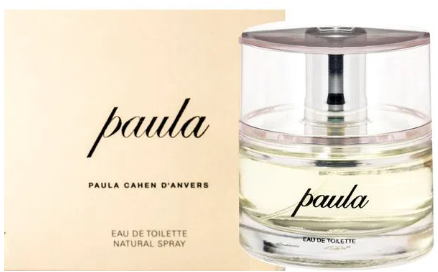 paula
PAULA CAHEN D'ANVERS
EAU DE TOILETTE
NATURAL SPRAY
paula
EAU DE TOILETTE